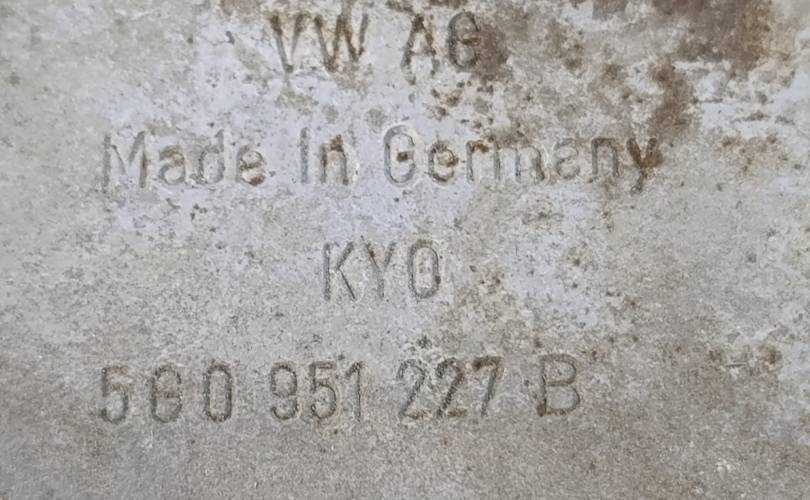 VW AG
Made in Germany
KYO
5G0 951 227 B